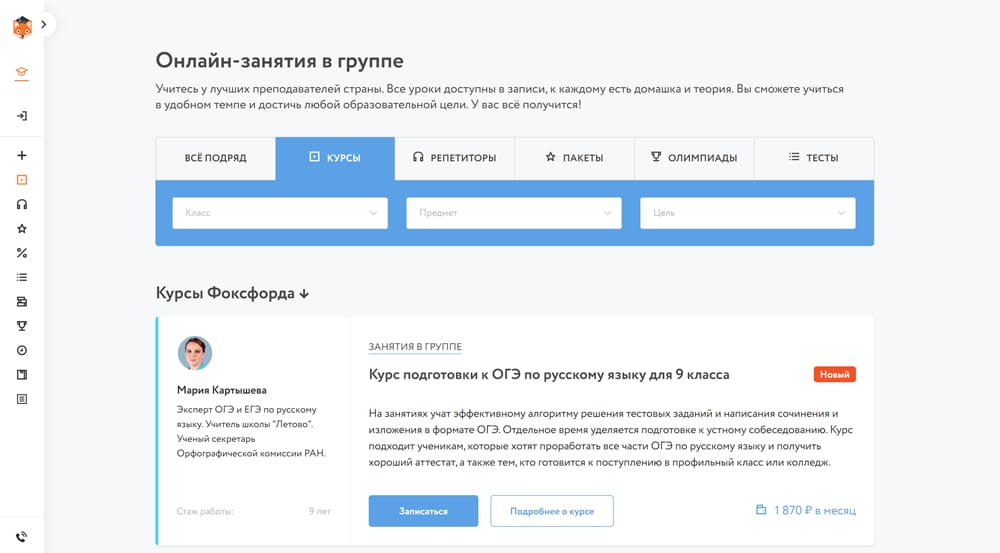 Онлайн-занятия в группе
Учитесь у лучших преподавателей страны. Все уроки доступны в записи, к каждому есть домашка и теория. Вы сможете учиться
в удобном темпе и достичь любой образовательной цели. У вас всё получится!
ВСЁ ПОДРЯД
КУРСЫ
РЕПЕТИТОРЫ
ПАКЕТЫ
ОЛИМПИАДЫ
ТЕСТЫ
Класс
Предмет
Цель
Курсы Фоксфорда ↓
Мария Картышева
Эксперт ОГЭ и ЕГЭ по русскому
языку. Учитель школы "Летово".
Ученый секретарь
Орфографической комиссии РАН.
Стаж работы:
9 лет
ЗАНЯТИЯ В ГРУППЕ
Курс подготовки к ОГЭ по русскому языку для 9 класса
Новый
На занятиях учат эффективному алгоритму решения тестовых заданий и написания сочинения и
изложения в формате ОГЭ. Отдельное время уделяется подготовке к устному собеседованию. Курс
подходит ученикам, которые хотят проработать все части ОГЭ по русскому языку и получить
хороший аттестат, а также тем, кто готовится к поступлению в профильный класс или колледж.
Записаться
Подробнее о курсе
1 870 ₽ в месяц